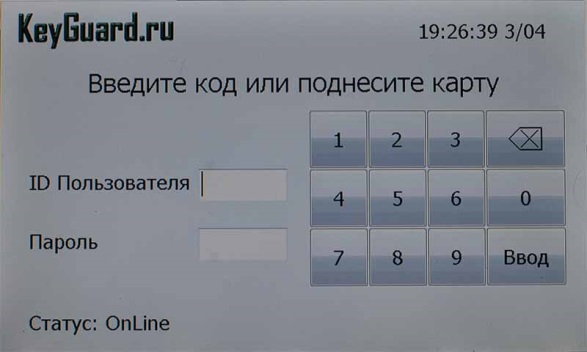 KeyGuard.ru
19:26:39 3/04
Введите код или поднесите карту
1 2 3
ID Пользователя
4 5 6 0
Пароль
7 8 9 Ввод
Статус: OnLine